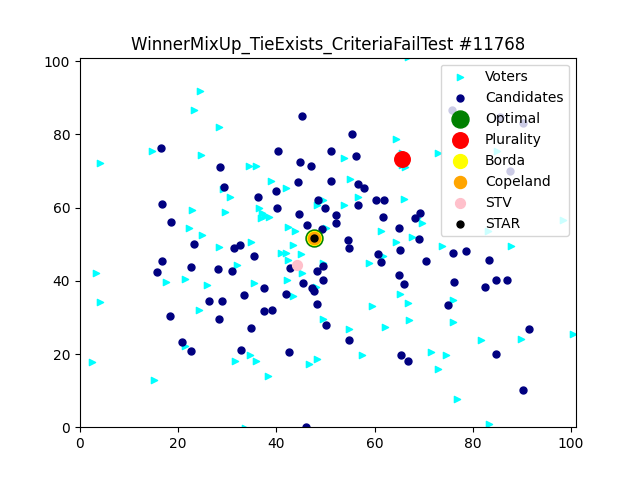 WinnerMixUp_TieExists_CriteriaFailTest #11768
100
80
60
40
20
0
0
20
40
60
80
100
Voters
Candidates
Optimal
Plurality
Borda
Copeland
STV
STAR